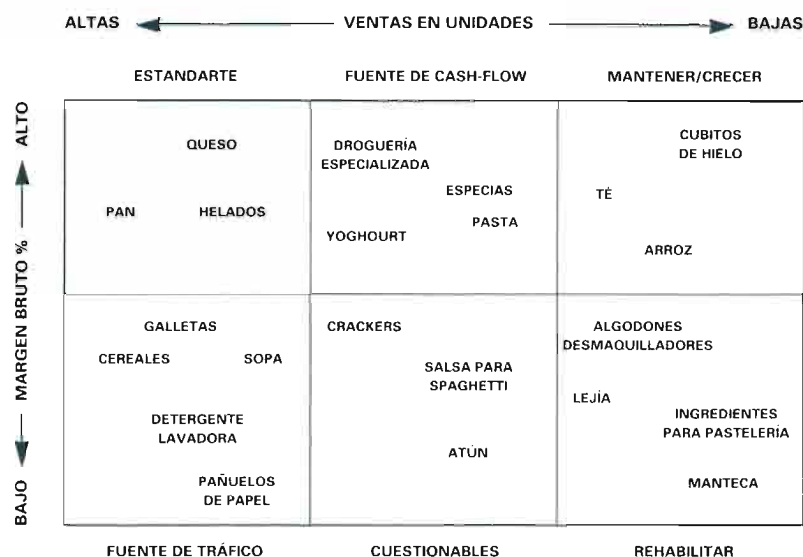 ALTAS VENTAS EN UNIDADES BAJAS
ESTANDARTE FUENTE DE CASH-FLOW MANTENER/CRECER
BAJO MARGEN BRUTO % ALTO
QUESO
PAN HELADOS
DROGUERÍA
ESPECIALIZADA
ESPECIAS
PASTA
YOGHOURT
CUBITOS
DE HIELO
TÉ
ARROZ
GALLETAS
CEREALES SOPA
DETERGENTE
LAVADORA
PAÑUELOS
DE PAPEL
CRACKERS
SALSA PARA
SPAGHETTI
ATÚN
ALGODONES
DESMAQUILLADORES
LEJÍA
INGREDIENTES
PARA PASTELERÍA
MANTECA
FUENTE DE TRÁFICO CUESTIONABLES REHABILITAR